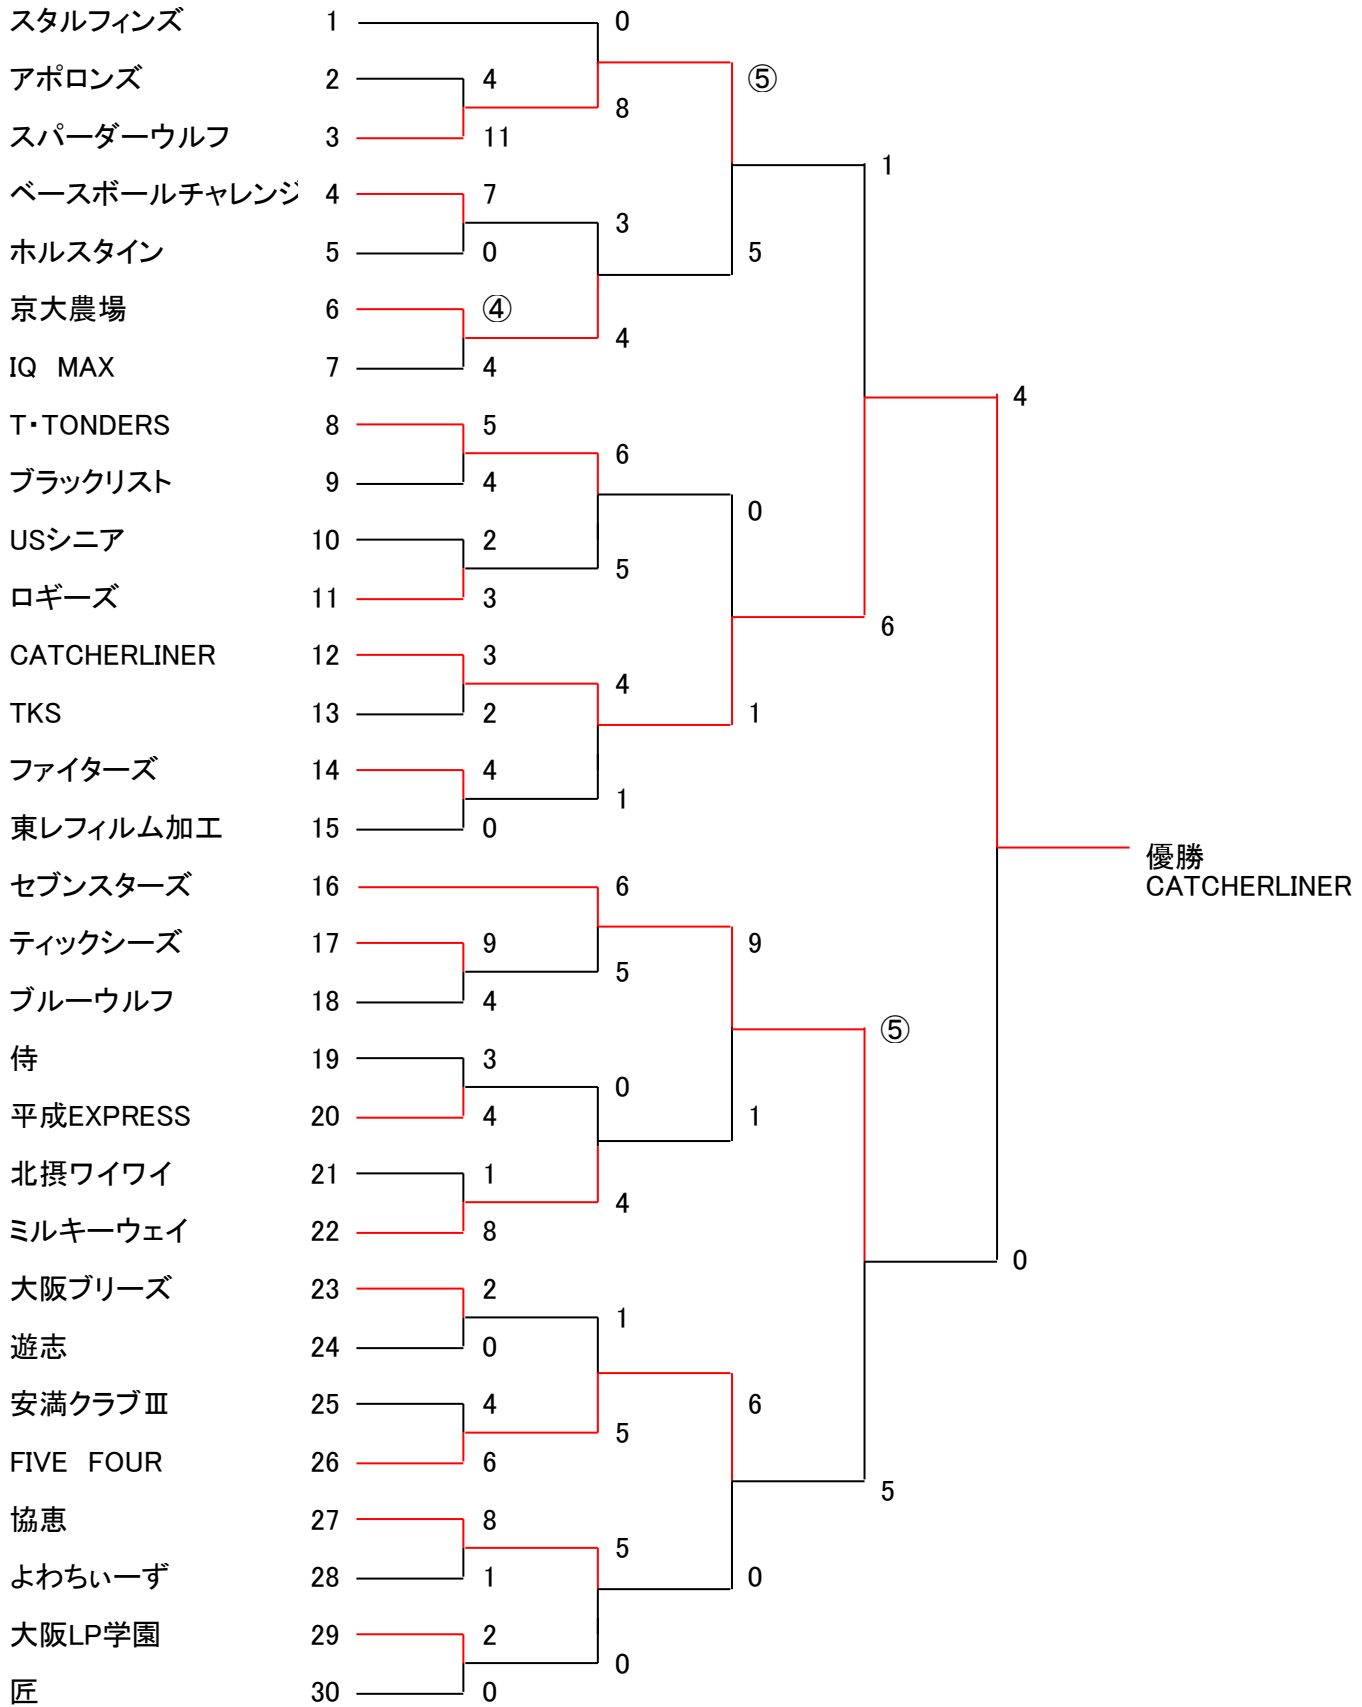 スタルフィンズ 1 0
アポロンズ 2 4 ⑤
8
スパーダーウルフ 3 11
1
ベースボールチャレンジ 4 7
3
ホルスタイン 5 0 5
京大農場 6 ④
4
IQ　MAX 7 4
4
T・TONDERS 8 5
6
ブラックリスト 9 4
0
USシニア 10 2
5
ロギーズ 11 3
6
CATCHERLINER 12 3
4
TKS 13 2 1
ファイターズ 14 4
1
東レフィルム加工 15 0
優勝
セブンスターズ 16 6 CATCHERLINER
ティックシーズ 17 9 9
5
ブルーウルフ 18 4
⑤
侍 19 3
0
平成EXPRESS 20 4 1
北摂ワイワイ 21 1
4
ミルキーウェイ 22 8
0
大阪ブリーズ 23 2
1
遊志 24 0
安満クラブⅢ 25 4 6
5
FIVE　FOUR 26 6
5
協恵 27 8
5
よわちぃーず 28 1 0
大阪LP学園 29 2
0
匠 30 0